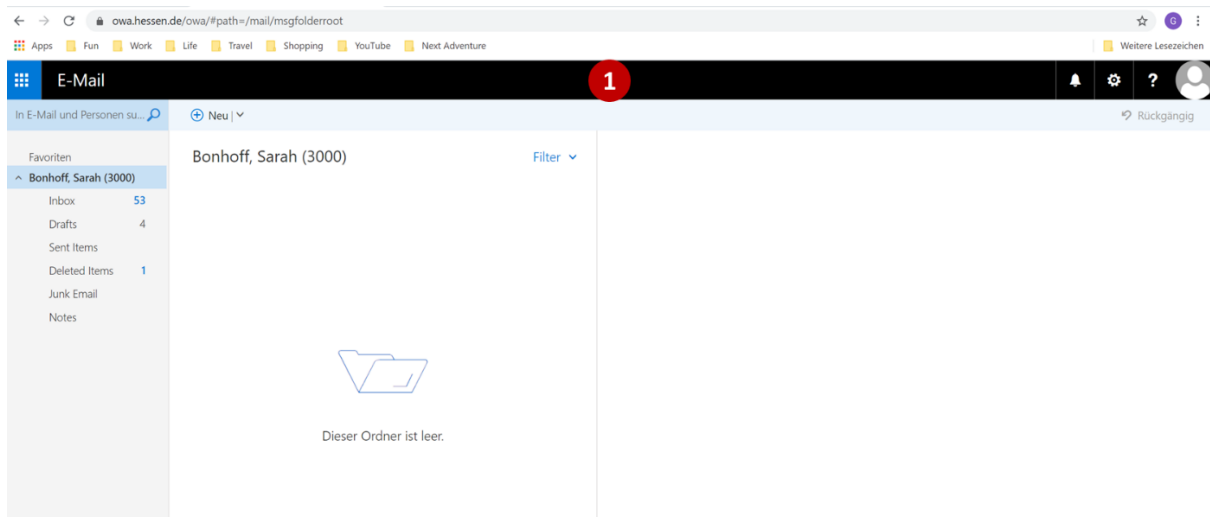 owa.hessen.de/owa/#path=/mail/msgfolderroot
G
Apps Fun Work Life Travel Shopping YouTube Next Adventure Weitere Lesezeichen
E-Mail 1 ?
In E-Mail und Personen su... Neu Rückgängig
Favoriten
Bonhoff, Sarah (3000)
Inbox 53
Drafts 4
Sent Items
Deleted Items 1
Junk Email
Notes
Bonhoff, Sarah (3000) Filter
Dieser Ordner ist leer.